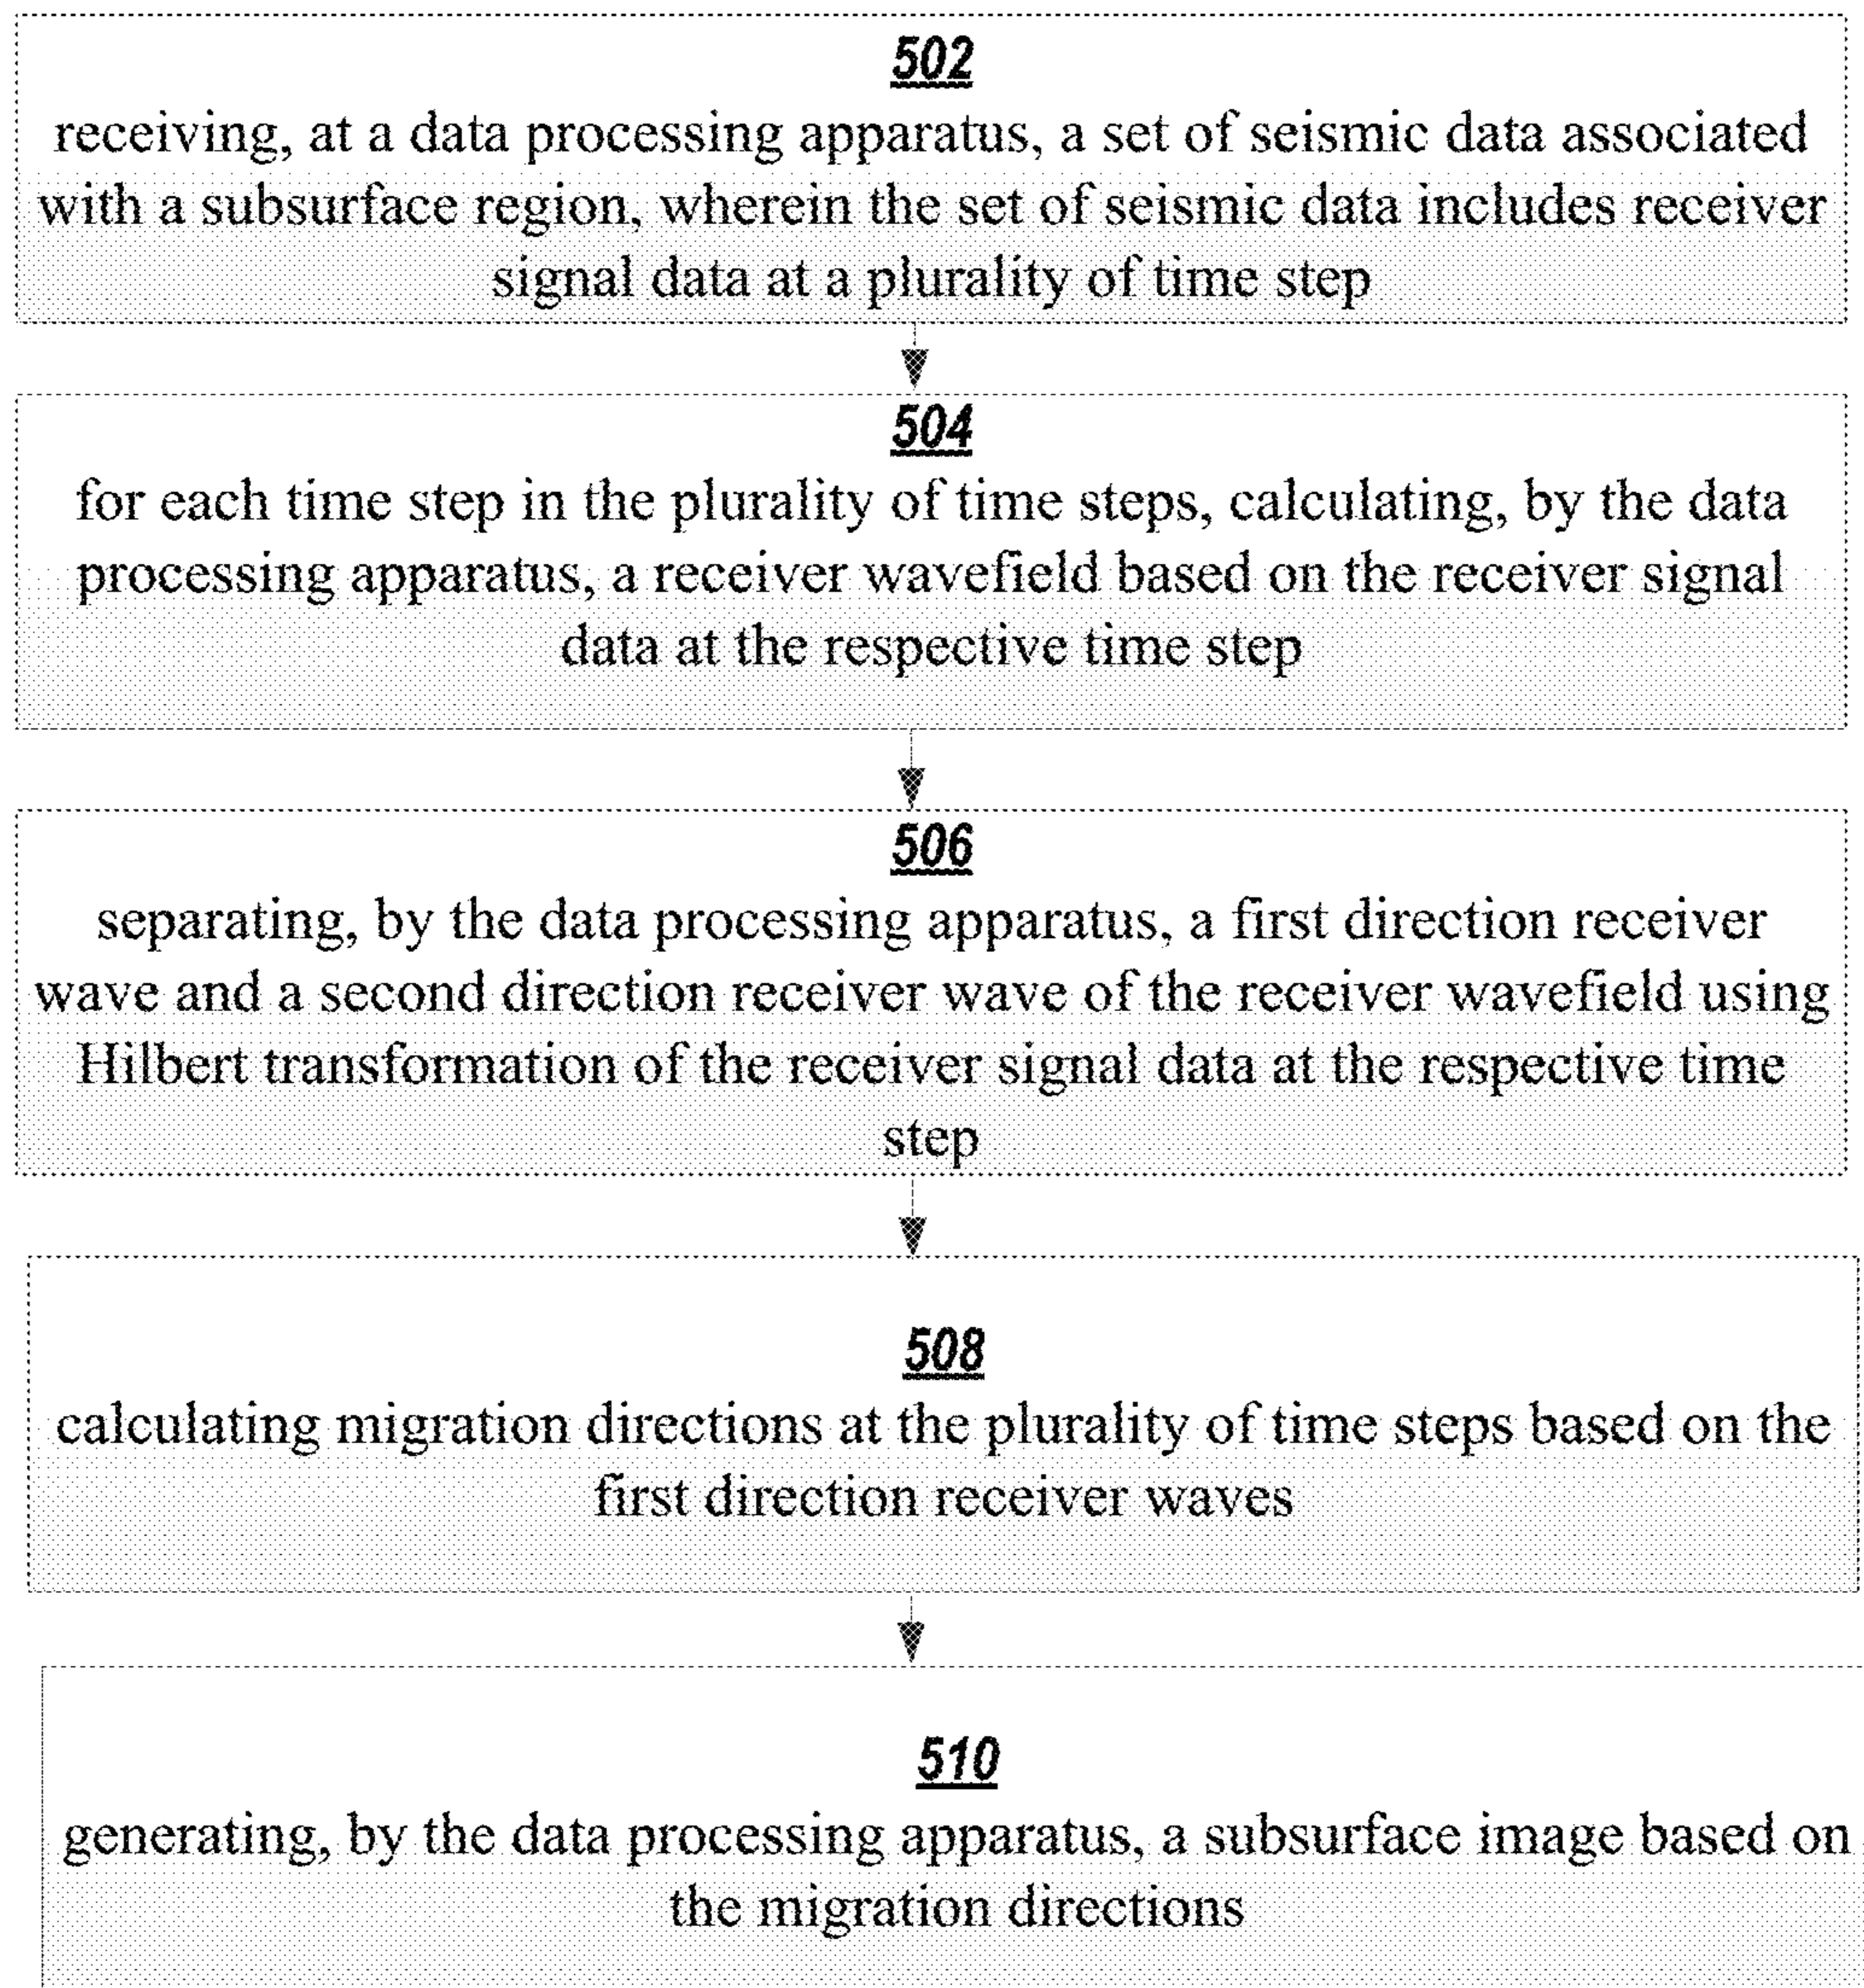 502
receiving, at a data processing apparatus, a set of seismic data associated
with a subsurface region, wherein the set of seismic data includes receiver
signal data at a plurality of time step
504
for each time step in the plurality of time steps, calculating, by the data
processing apparatus, a receiver wavefield based on the receiver signal
data at the respective time step
506
separating, by the data processing apparatus, a first direction receiver
wave and a second direction receiver wave of the receiver wavefield using
Hilbert transformation of the receiver signal data at the respective time
step
508
calculating migration directions at the plurality of time steps based on the
first direction receiver waves
510
generating, by the data processing apparatus, a subsurface image based on
the migration directions